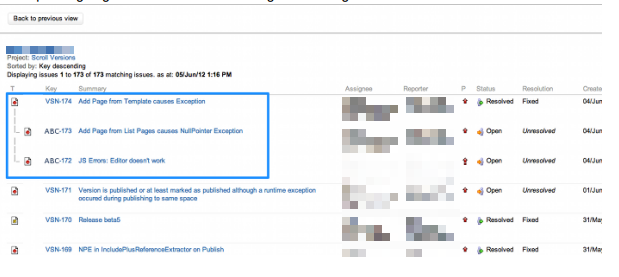 Back to previous view
Project: Scroll Versions
Sorted by: Key descending
Displaying issues 1 to 173 of 173 matching issues. as at: 05/Jun/12 1:16 PM
T Key Summary Assignee Reporter P Status Resolution Create
VSN-174 Add Page from Template causes Exception Resolved Fixed 04/Jun
ABC-173 Add Page from List Pages causes NullPointer Exception Open Unresolved 04/Jun
ABC-172 JS Errors: Editor doesn't work Open Unresolved 04/Jun
VSN-171 Version is published or at least marked as published although a runtime exception Open Unresolved 01/Jun
occured during publishing to same space
VSN-170 Release beta5 Resolved Fixed 31/May
VSN-169 NPE in IncludePlusReferenceExtractor on Publish Resolved Fixed 31/May